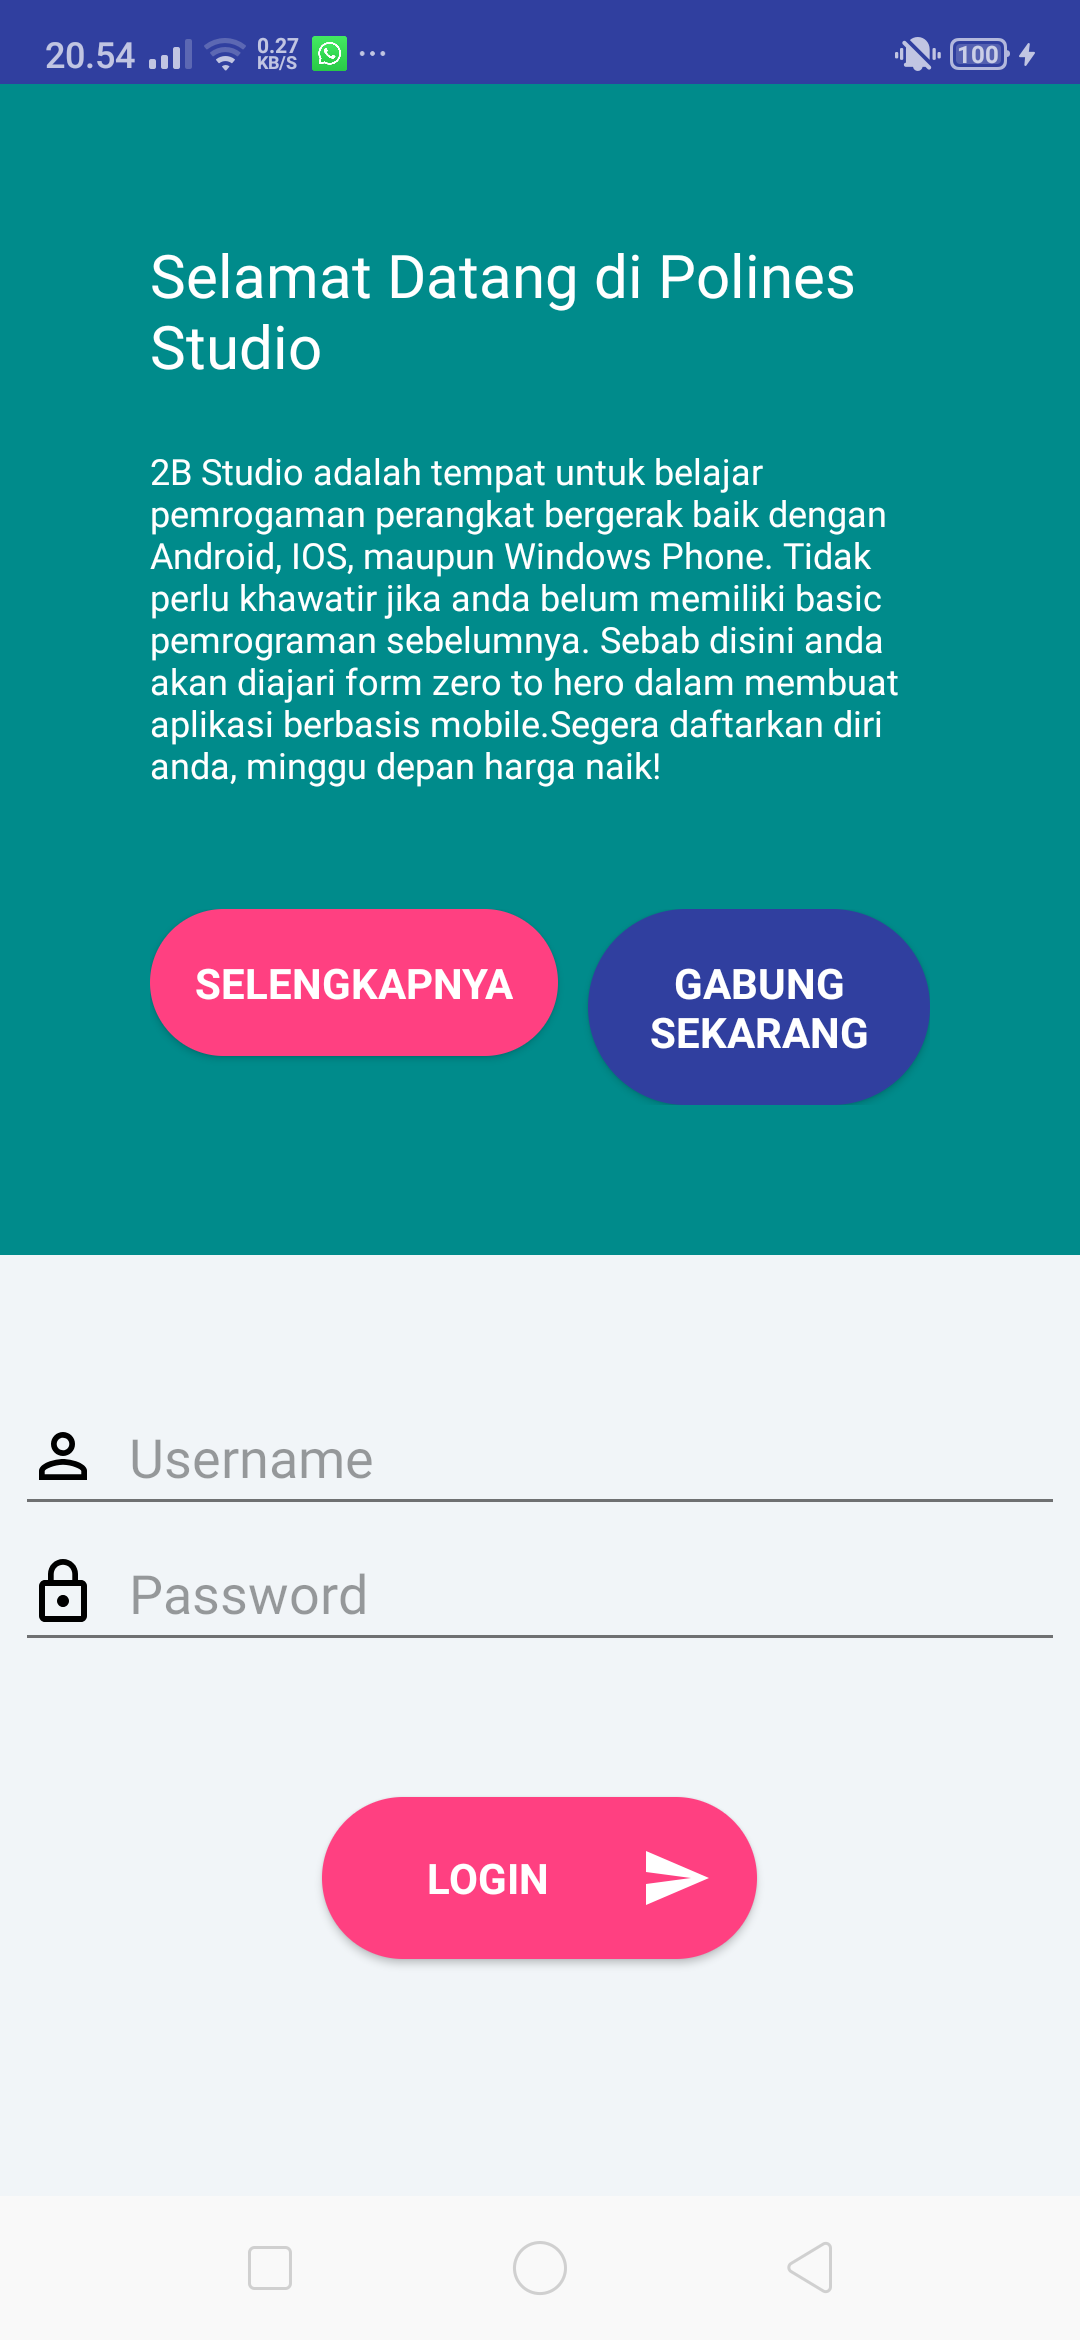 20.54
0.27
KB/S
100
Selamat Datang di Polines
Studio
2B Studio adalah tempat untuk belajar
pemrogaman perangkat bergerak baik dengan
Android, IOS, maupun Windows Phone. Tidak
perlu khawatir jika anda belum memiliki basic
pemrograman sebelumnya. Sebab disini anda
akan diajari form zero to hero dalam membuat
aplikasi berbasis mobile.Segera daftarkan diri
anda, minggu depan harga naik!
SELENGKAPNYA
GABUNG
SEKARANG
Username
Password
LOGIN